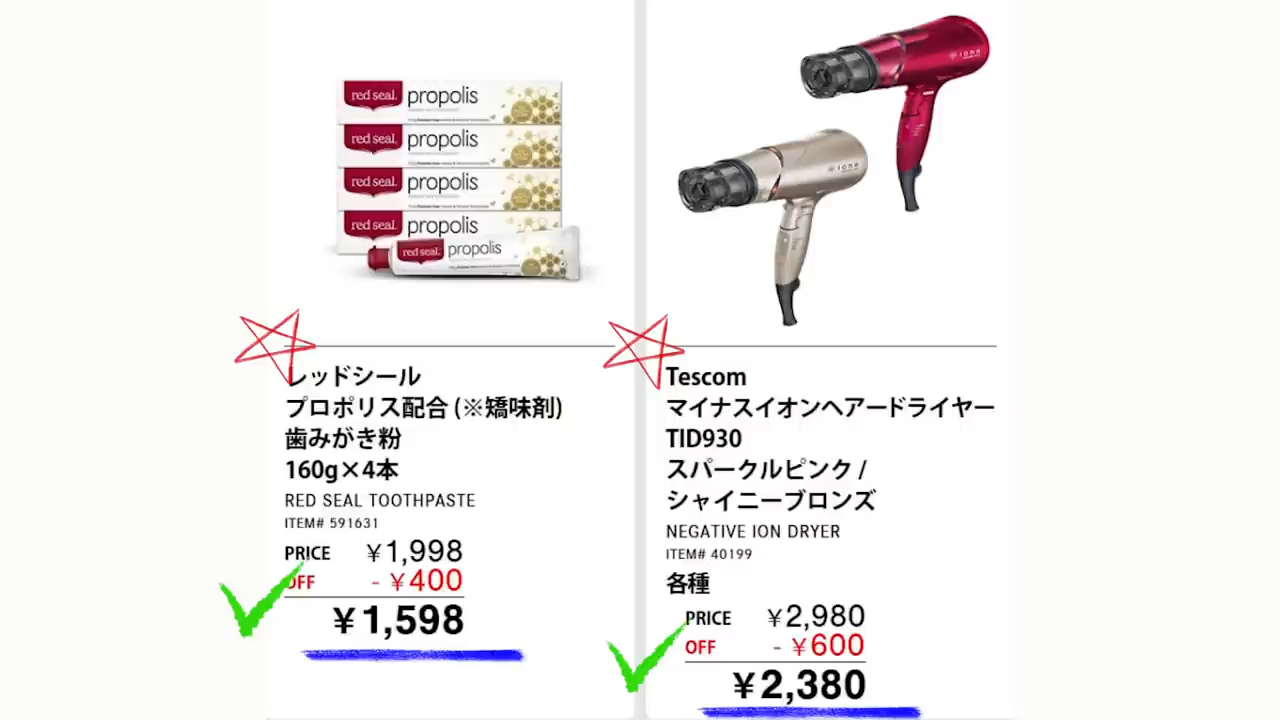 red seal. propolis
red seal. propolis
red seal. propolis
red seal. propolis
red seal. propolis
ione
ione
レッドシール
プロポリス配合 (※矯味剤)
歯みがき粉
160g×4本
RED SEAL TOOTHPASTE
ITEM# 591631
PRICE ¥1,998
OFF - ¥400
¥1,598
Tescom
マイナスイオンヘアードライヤー
TID930
スパークルピンク /
シャイニーブロンズ
NEGATIVE ION DRYER
ITEM# 40199
各種
PRICE ¥2,980
OFF - ¥600
¥2,380